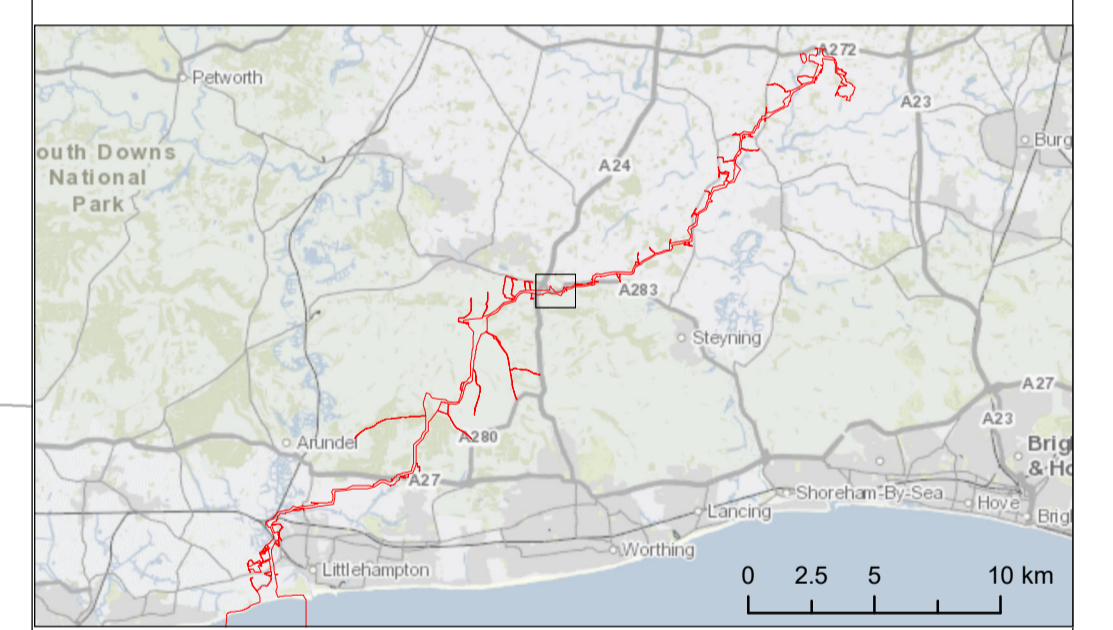 A272
Petworth
A23
Burg
outh Downs
National
Park
A24
A283
Steyning
A27
A23
Arundel
A280
Brig
& Ho
A27
Shoreham-By-Sea
Hove
Lancing
Brigl
Worthing
Littlehampton
0 2.5 5 10 km